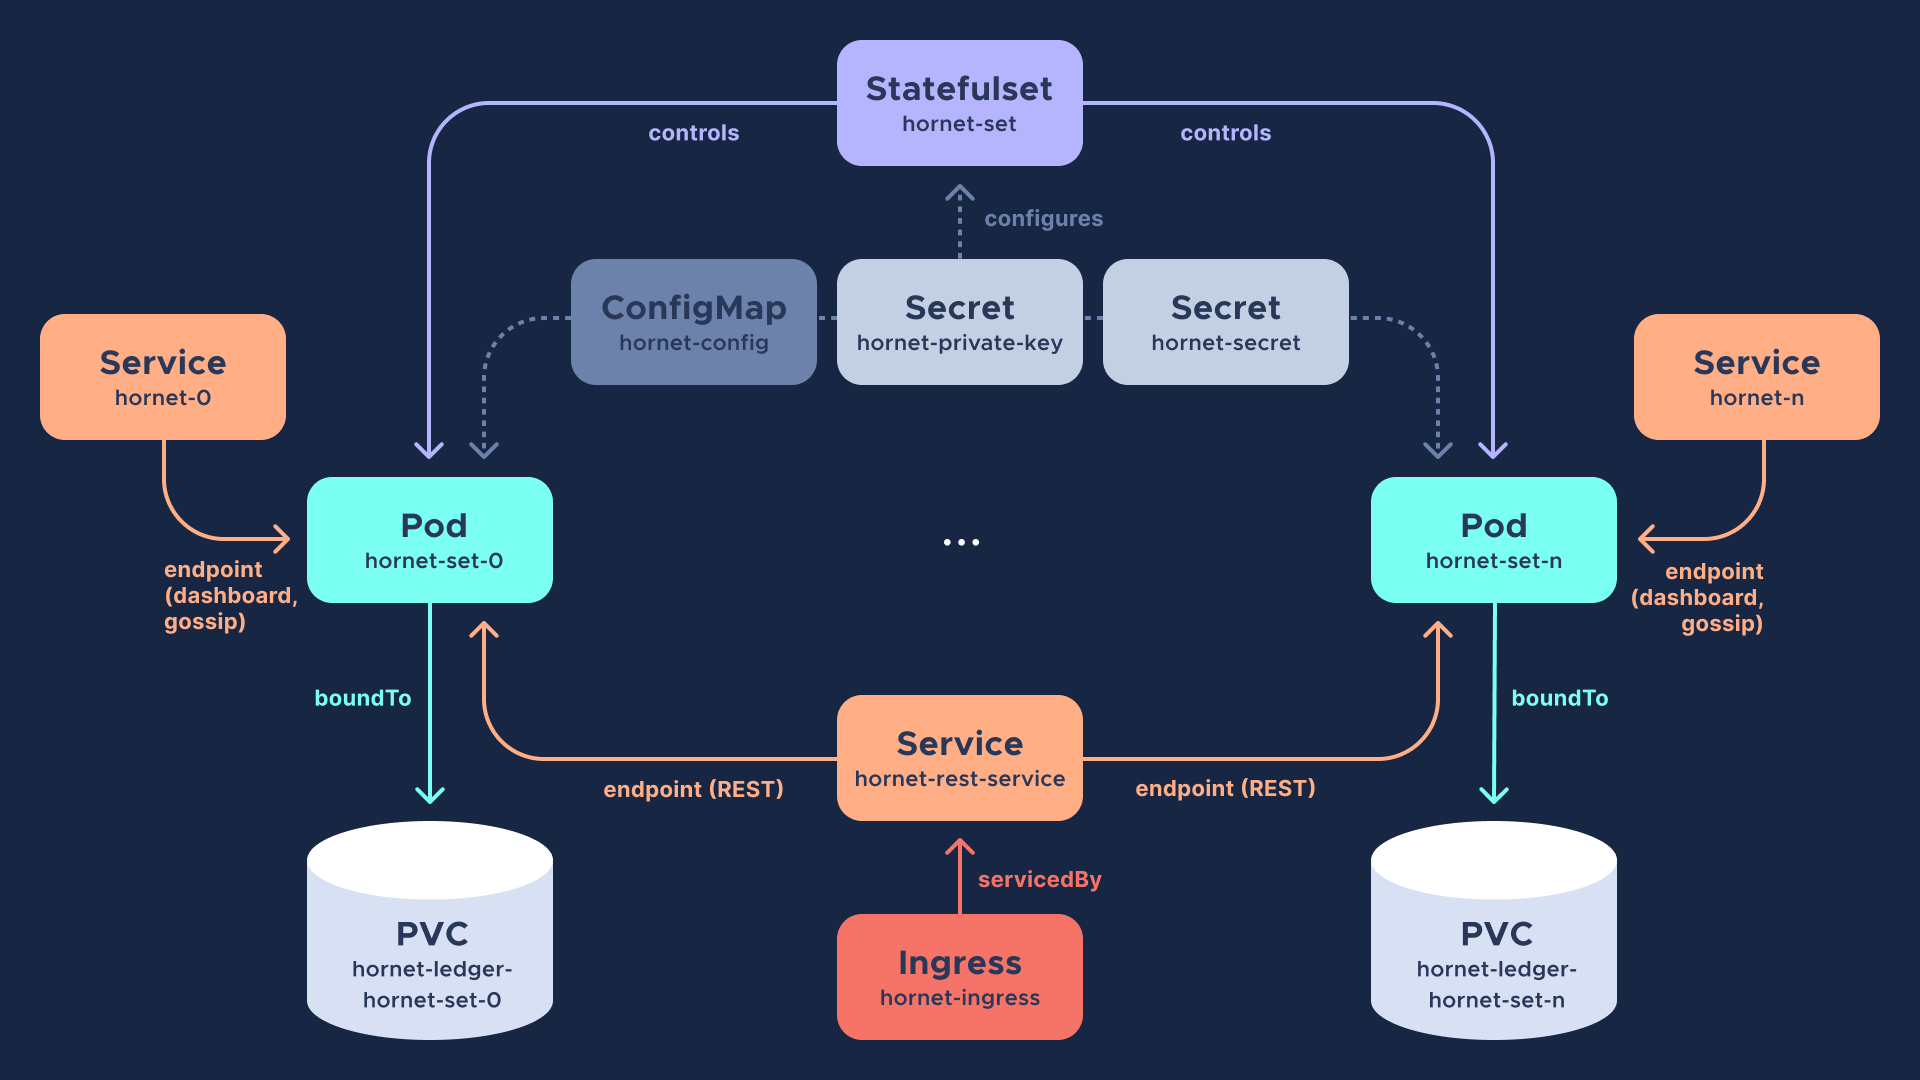 Statefulset
hornet-set
controls
controls
configures
ConfigMap
hornet-config
Secret
hornet-private-key
Secret
hornet-secret
Service
hornet-0
Service
hornet-n
Pod
hornet-set-0
...
Pod
hornet-set-n
endpoint
(dashboard,
gossip)
endpoint
(dashboard,
gossip)
boundTo
boundTo
Service
hornet-rest-service
endpoint (REST)
endpoint (REST)
servicedBy
PVC
hornet-ledger-
hornet-set-0
Ingress
hornet-ingress
PVC
hornet-ledger-
hornet-set-n